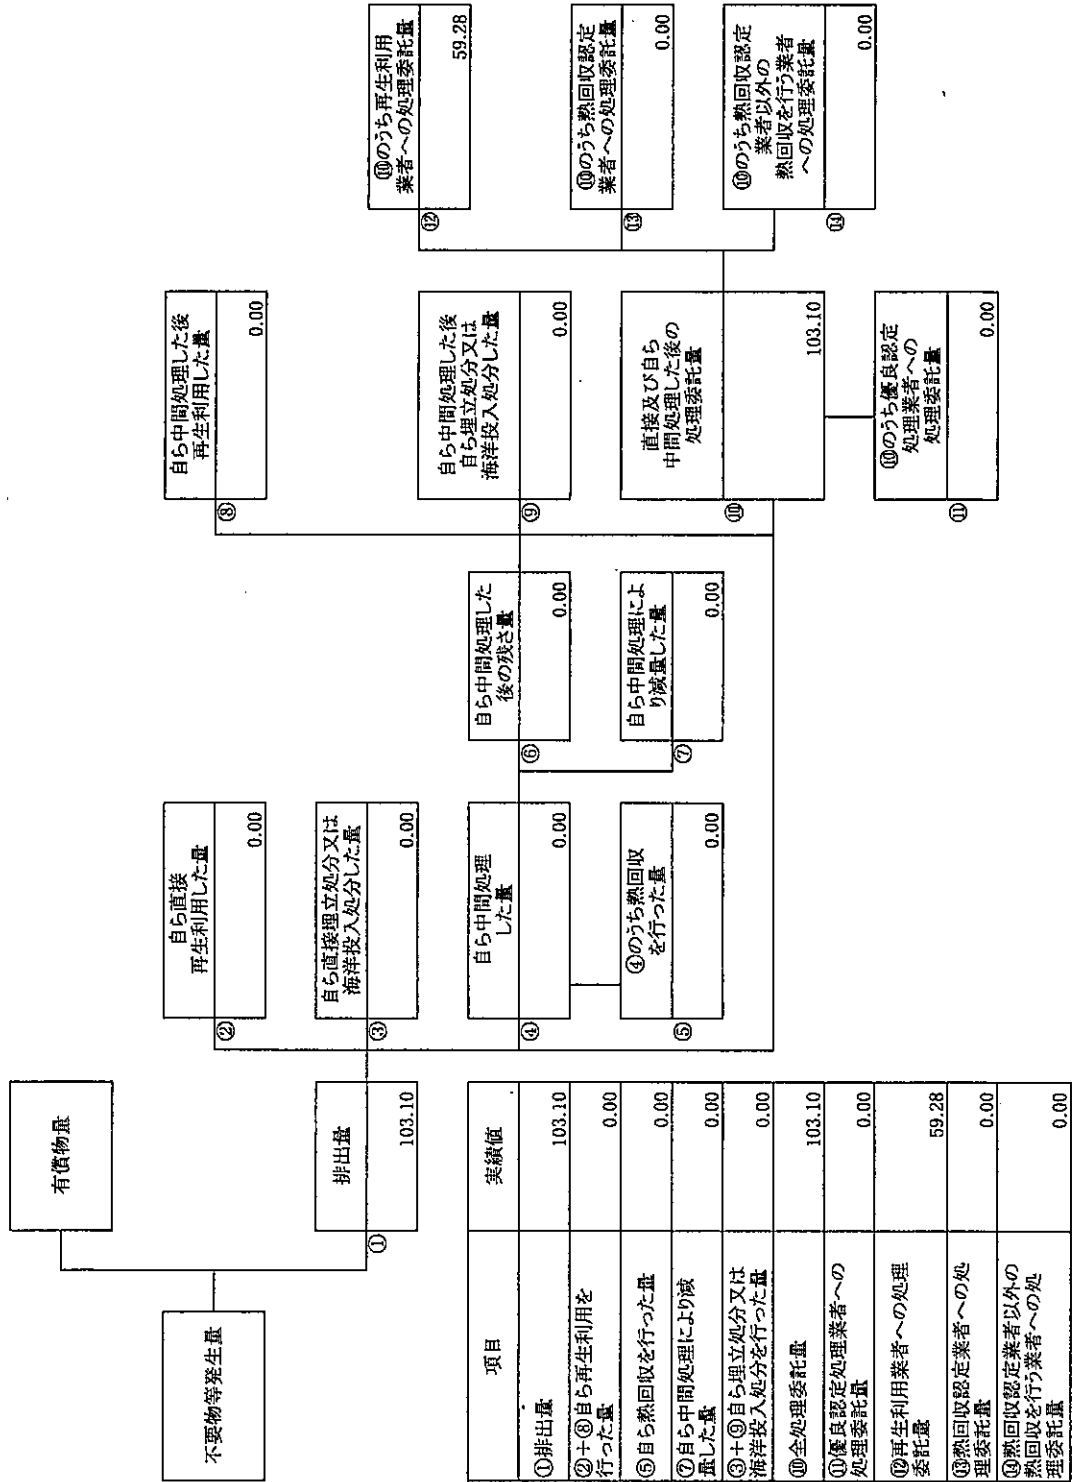 不要物等発生量
有償物量
①
排出量
103.10
②
自ら直接
再生利用した量
0.00
③
自ら直接埋立処分又は
海洋投入処分した量
0.00
④
自ら中間処理
した量
0.00
⑤
④のうち熱回収
を行った量
0.00
⑥
自ら中間処理した
後の残さ量
0.00
⑦
自ら中間処理によ
り減量した量
0.00
⑧
自ら中間処理した後
再生利用した量
0.00
⑨
自ら中間処理した後
自ら埋立処分又は
海洋投入処分した量
0.00
⑩
直接及び自ら
中間処理した後の
処理委託量
103.10
⑪
⑩のうち優良認定
処理業者への
処理委託量
0.00
⑫
⑩のうち再生利用
業者への処理委託量
59.28
⑬
⑩のうち熱回収認定
業者への処理委託量
0.00
⑭
⑩のうち熱回収認定
業者以外の
熱回収を行う業者
への処理委託量
0.00
項目 実績値
①排出量 103.10
②+⑧自ら再生利用を
行った量 0.00
⑤自ら熱回収を行った量 0.00
⑦自ら中間処理により減
量した量 0.00
③+⑨自ら埋立処分又は
海洋投入処分を行った量 0.00
⑩全処理委託量 103.10
⑪優良認定処理業者への
処理委託量 0.00
⑫再生利用業者への処理
委託量 59.28
⑬熱回収認定業者への処
理委託量 0.00
⑭熱回収認定業者以外の
熱回収を行う業者への処
理委託量 0.00